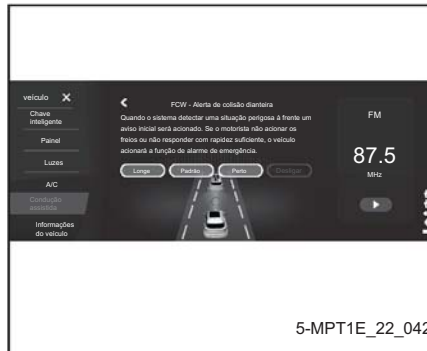 veículo X
Chave
inteligente
Painel
Luzes
A/C
Condução
assistida
Informações
do veículo
FCW - Alerta de colisão dianteira
Quando o sistema detectar uma situação perigosa à frente um
aviso inicial será acionado. Se o motorista não acionar os
freios ou não responder com rapidez suficiente, o veículo
acionará a função de alarme de emergência.
Longe Padrão Perto Desligar
FM
87.5
MHz
5-MPT1E_22_042